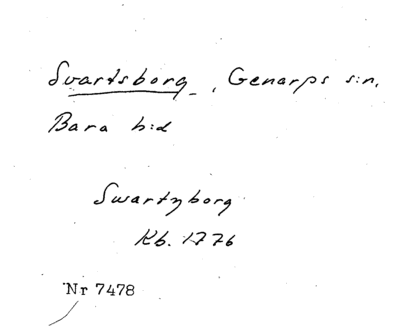 Svartsborg, Genarps s:n,
Bara h:d
Swartzborg
Kb. 1776
Nr 7478